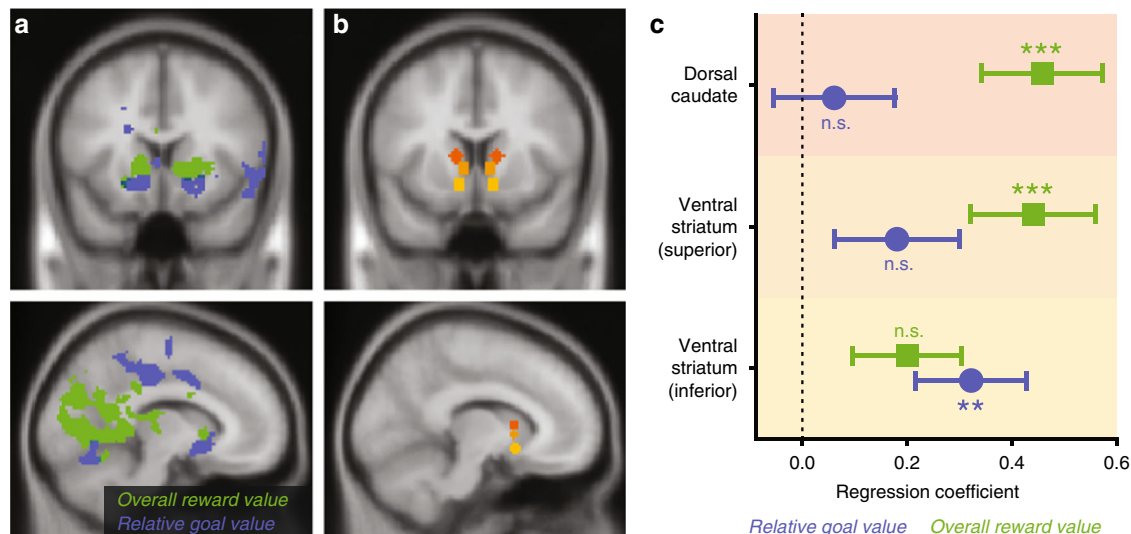 a
b
c
Overall reward value
Relative goal value
Dorsal
caudate
Ventral
striatum
(superior)
Ventral
striatum
(inferior)
***
n.s.
***
n.s.
n.s.
**
0.0
0.2
0.4
0.6
Regression coefficient
Relative goal value Overall reward value